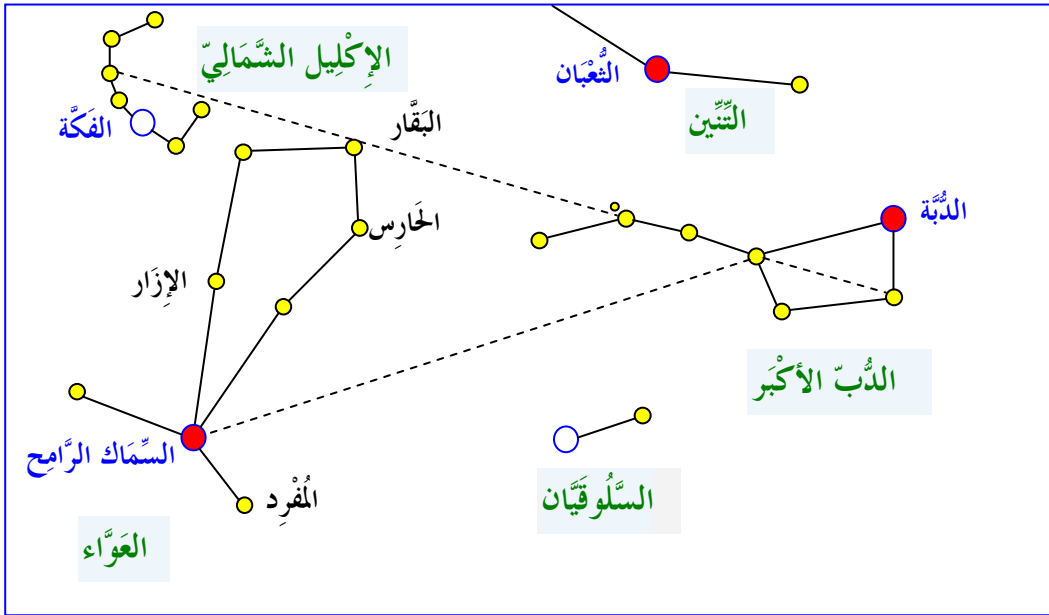 الإِكْلِيل الشَّمَالِيّ
الثُّعْبَان
التِّنِّين
البَقَّار
الفَكَّة
الدُّبَّة
الحَارِس
الإِزَار
الدُّبّ الأكْبَر
السِّمَاك الرَّامِح
المُفْرِد
السَّلُوقَيَّان
العَوَّاء